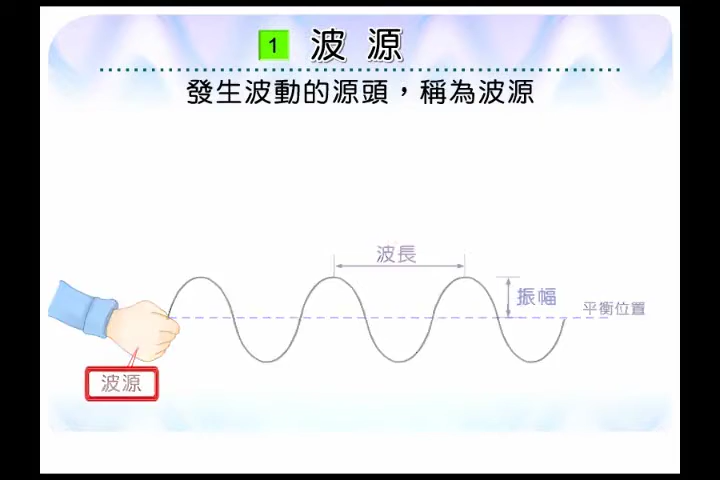 1 波源
發生波動的源頭，稱為波源
波長
振幅
平衡位置
波源